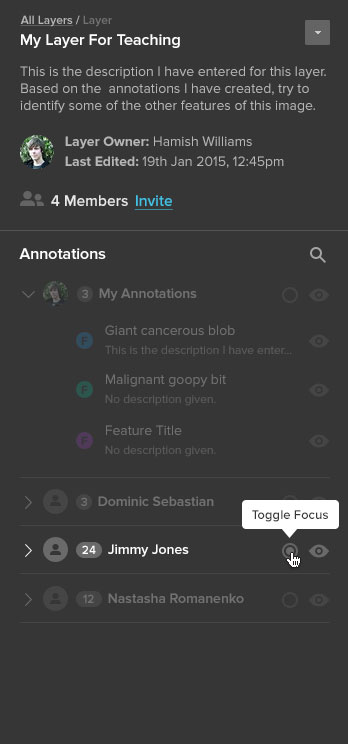 All Layers / Layer
My Layer For Teaching
This is the description I have entered for this layer.
Based on the annotations I have created, try to
identify some of the other features of this image.
Layer Owner: Hamish Williams
Last Edited: 19th Jan 2015, 12:45pm
4 Members Invite
Annotations
3 My Annotations
F Giant cancerous blob
This is the description I have enter...
F Malignant goopy bit
No description given.
F Feature Title
No description given.
3 Dominic Sebastian
Toggle Focus
24 Jimmy Jones
12 Nastasha Romanenko